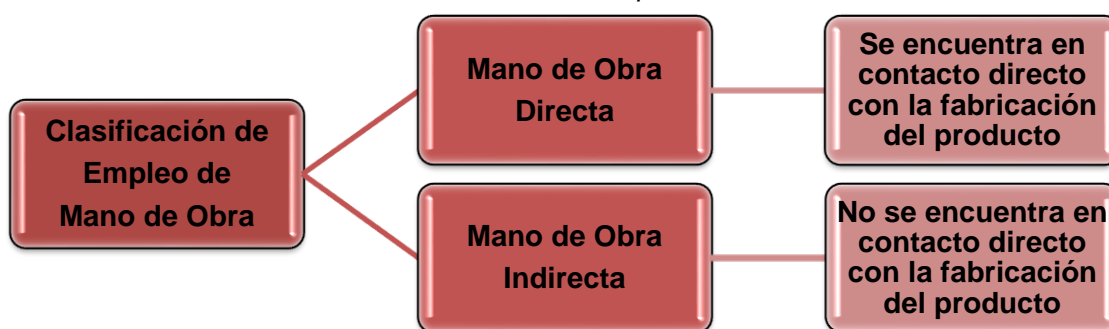 Clasificación de
Empleo de
Mano de Obra
Mano de Obra
Directa
Se encuentra en
contacto directo
con la fabricación
del producto
Mano de Obra
Indirecta
No se encuentra en
contacto directo
con la fabricación
del producto